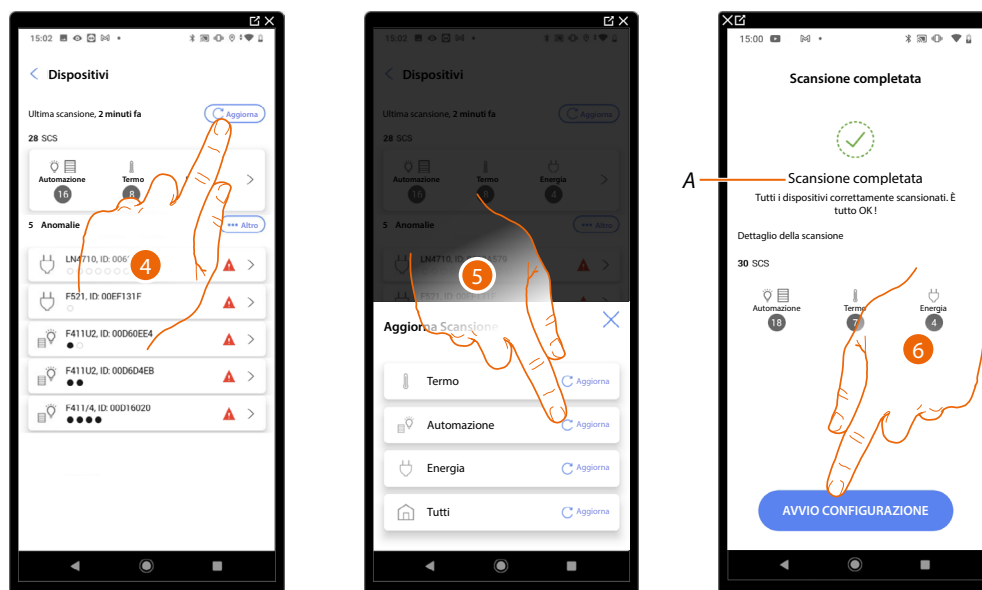 15:02
Dispositivi
Ultima scansione, 2 minuti fa
Aggiorna
28 SCS
Automazione
Termo
16
8
5 Anomalie
••• Altro
4
LN4710, ID: 006
F521, ID: 00EF131F
F411U2, ID: 00D60EE4
F411U2, ID: 00D6D4EB
F411/4, ID: 00D16020
15:02
Dispositivi
Ultima scansione, 2 minuti fa
Aggiorna
28 SCS
Automazione
Termo
Energia
16
8
4
5 Anomalie
••• Altro
5
Aggiorna Scansione
Termo
Aggiorna
Automazione
Aggiorna
Energia
Aggiorna
Tutti
Aggiorna
15:00
Scansione completata
A
Scansione completata
Tutti i dispositivi correttamente scansionati. È
tutto OK !
Dettaglio della scansione
30 SCS
Automazione
Termo
Energia
18
7
4
6
AVVIO CONFIGURAZIONE